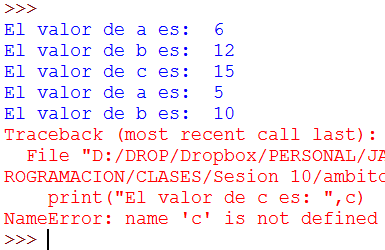 >>>
El valor de a es:  6
El valor de b es:  12
El valor de c es:  15
El valor de a es:  5
El valor de b es:  10
Traceback (most recent call last):
  File "D:/DROP/Dropbox/PERSONAL/JA
ROGRAMACION/CLASES/Sesion 10/ambito
    print("El valor de c es: ",c)
NameError: name 'c' is not defined
>>>